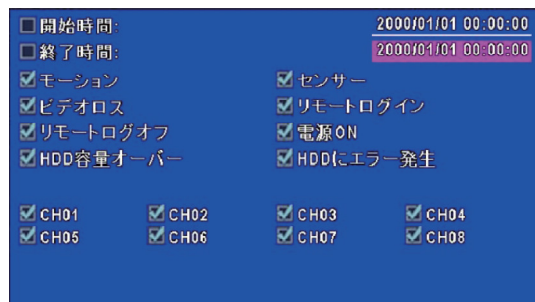 開始時間: 2000/01/01 00:00:00
終了時間: 2000/01/01 00:00:00
モーション センサー
ビデオロス リモートログイン
リモートログオフ 電源ON
HDD容量オーバー HDDにエラー発生
CH01 CH02 CH03 CH04
CH05 CH06 CH07 CH08